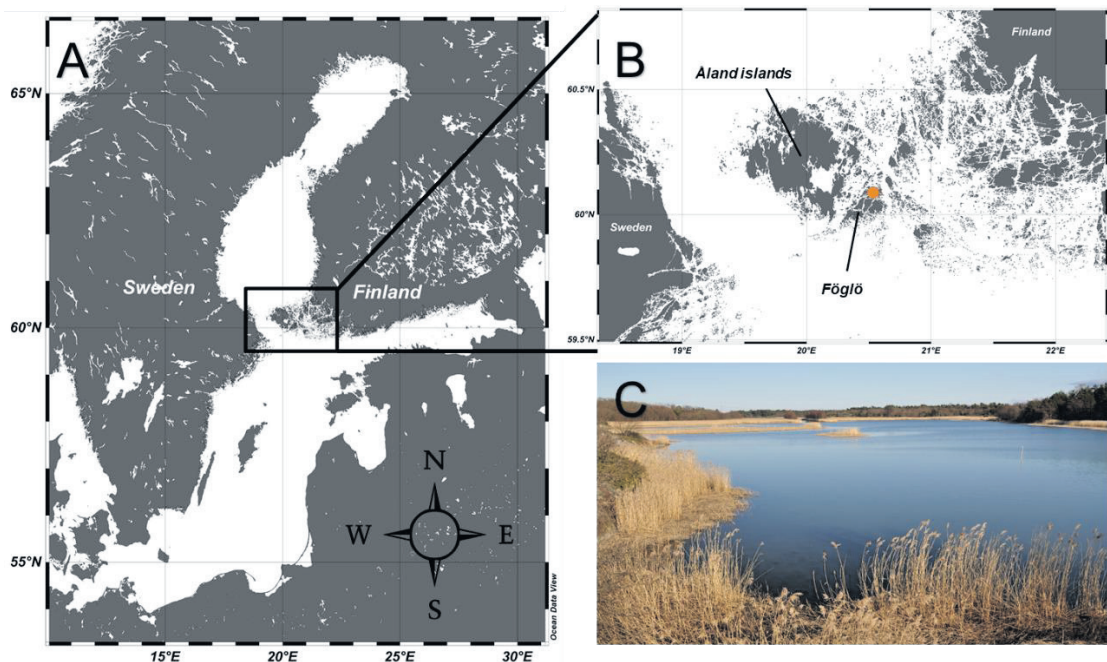 A
65°N
60°N
55°N
Sweden
Finland
N
W
E
S
15°E
20°E
25°E
30°E
Ocean Data View
B
Finland
Åland islands
60.5°N
60°N
59.5°N
Sweden
Föglö
19°E
20°E
21°E
22°E
C